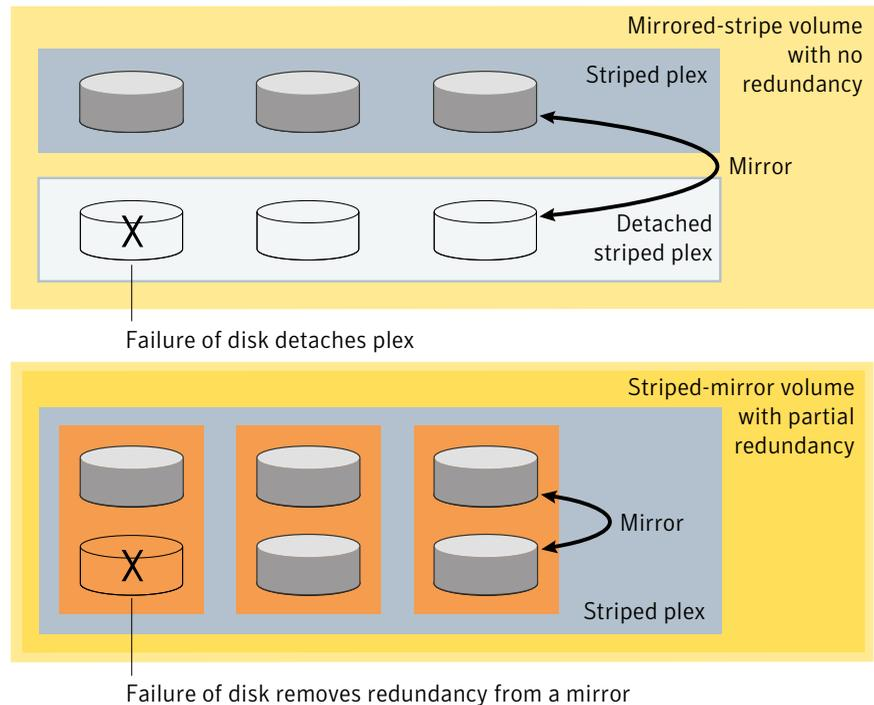 Mirrored-stripe volume
with no
redundancy
Striped plex
Mirror
X
Detached
striped plex
Failure of disk detaches plex
Striped-mirror volume
with partial
redundancy
Mirror
X
Striped plex
Failure of disk removes redundancy from a mirror